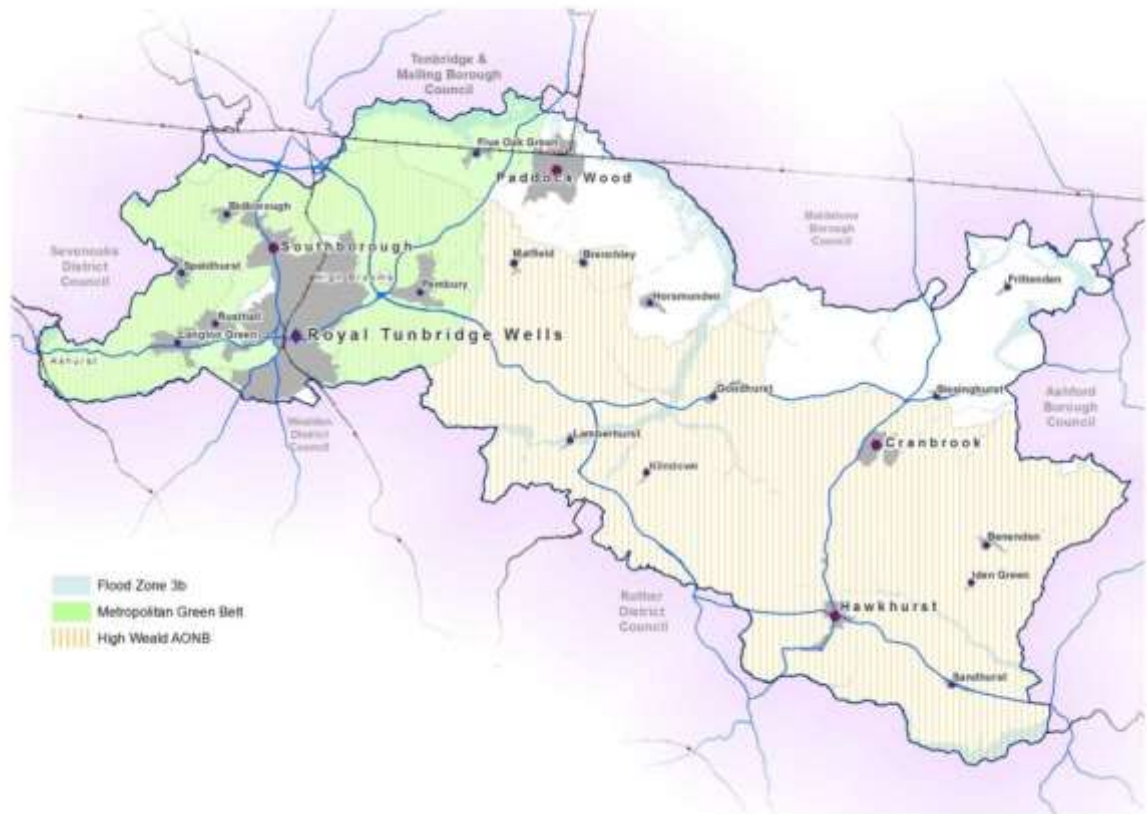 Tonbridge &
Malling Borough
Council
Five Oak Green
Paddock Wood
Bidborough
Southborough
Maidstone
Borough
Council
Sevenoaks
District
Council
Speldhurst
Matfield
Brenchley
Frittenden
Pembury
Horsmonden
Rusthall
Langton Green
Royal Tunbridge Wells
Ashurst
Goudhurst
Sissinghurst
Ashford
Borough
Council
Wealden
District
Council
Lamberhurst
Cranbrook
Kilndown
Benenden
Iden Green
Flood Zone 3b
Metropolitan Green Belt
High Weald AONB
Rother
District
Council
Hawkhurst
Sandhurst